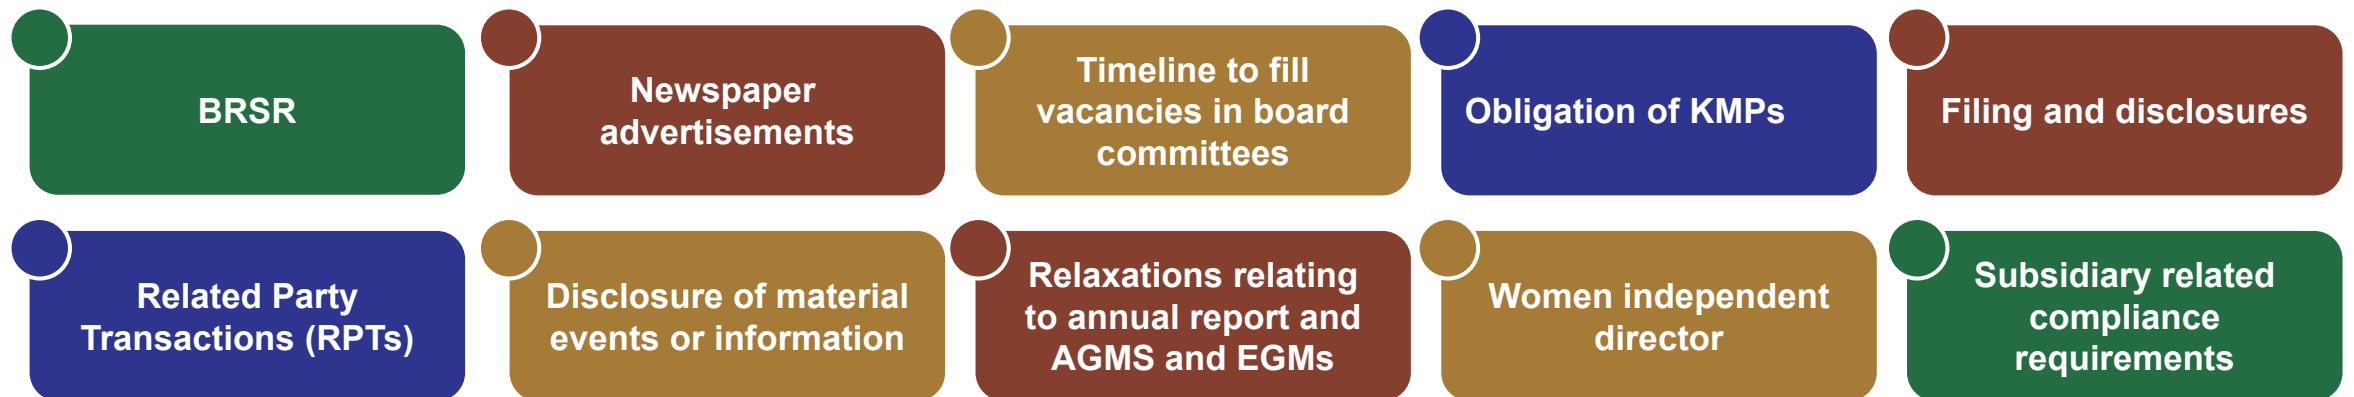 BRSR
Newspaper
advertisements
Timeline to fill
vacancies in board
committees
Obligation of KMPs
Filing and disclosures
Related Party
Transactions (RPTs)
Disclosure of material
events or information
Relaxations relating
to annual report and
AGMS and EGMs
Women independent
director
Subsidiary related
compliance
requirements